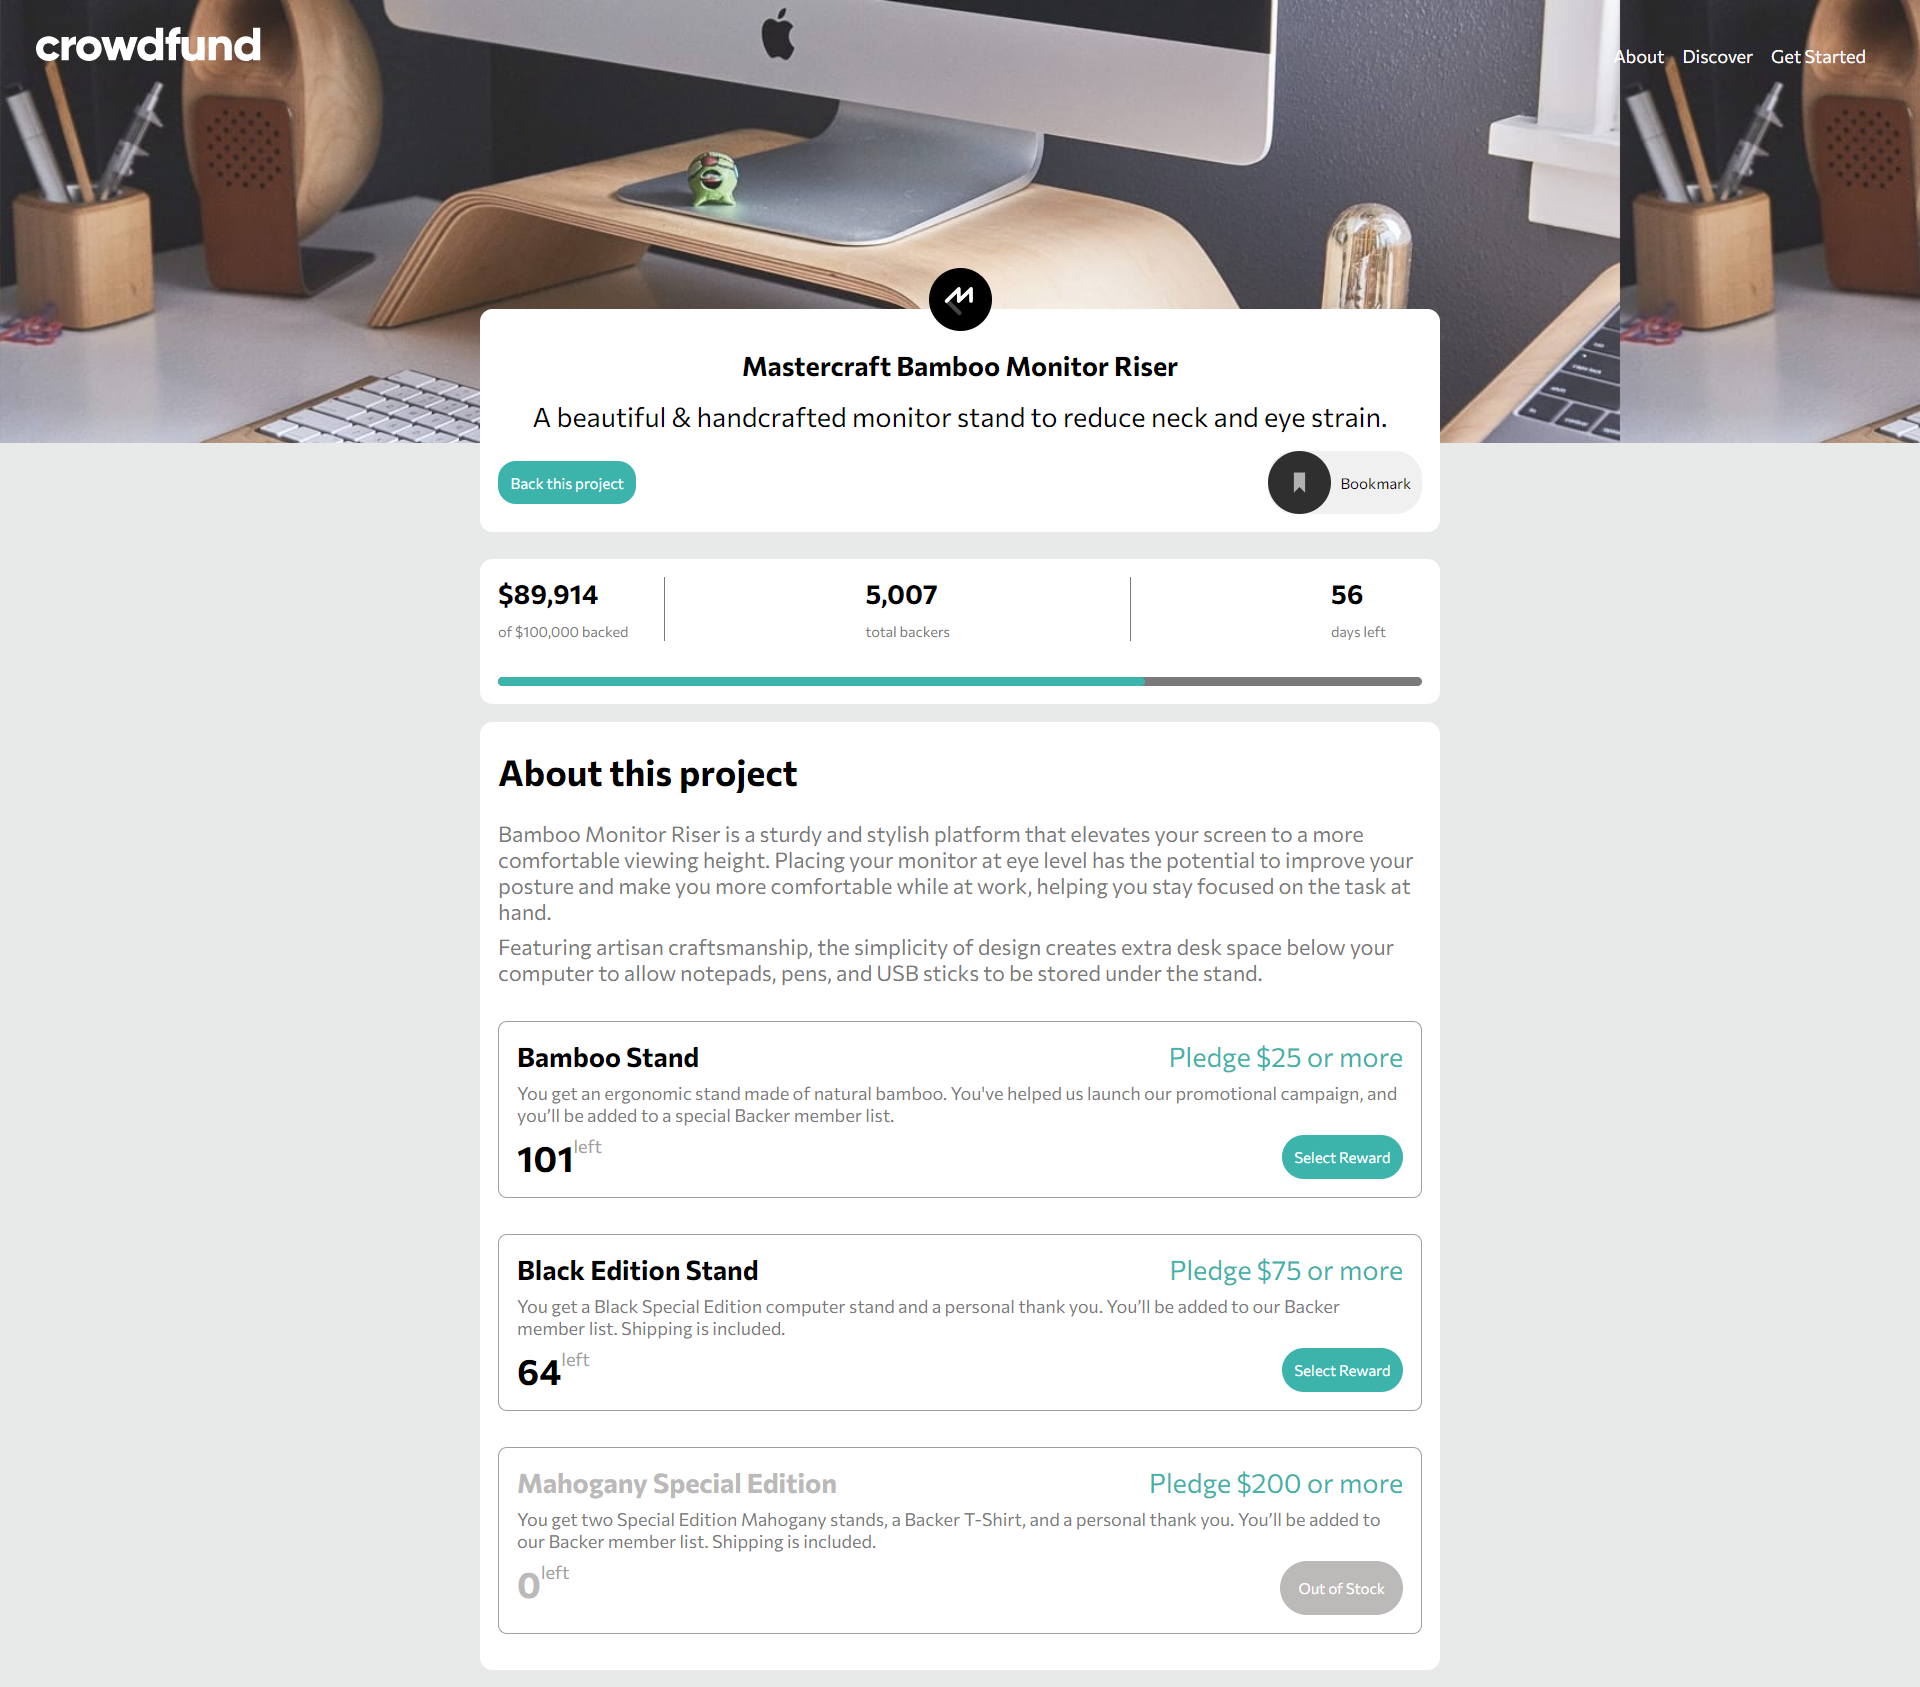 crowdfund
About Discover Get Started
Mastercraft Bamboo Monitor Riser
A beautiful & handcrafted monitor stand to reduce neck and eye strain.
Back this project
Bookmark
$89,914
of $100,000 backed
5,007
total backers
56
days left
About this project
Bamboo Monitor Riser is a sturdy and stylish platform that elevates your screen to a more
comfortable viewing height. Placing your monitor at eye level has the potential to improve your
posture and make you more comfortable while at work, helping you stay focused on the task at
hand.
Featuring artisan craftsmanship, the simplicity of design creates extra desk space below your
computer to allow notepads, pens, and USB sticks to be stored under the stand.
Bamboo Stand
Pledge $25 or more
You get an ergonomic stand made of natural bamboo. You've helped us launch our promotional campaign, and
you’ll be added to a special Backer member list.
101 left
Select Reward
Black Edition Stand
Pledge $75 or more
You get a Black Special Edition computer stand and a personal thank you. You’ll be added to our Backer
member list. Shipping is included.
64 left
Select Reward
Mahogany Special Edition
Pledge $200 or more
You get two Special Edition Mahogany stands, a Backer T-Shirt, and a personal thank you. You’ll be added to
our Backer member list. Shipping is included.
0 left
Out of Stock